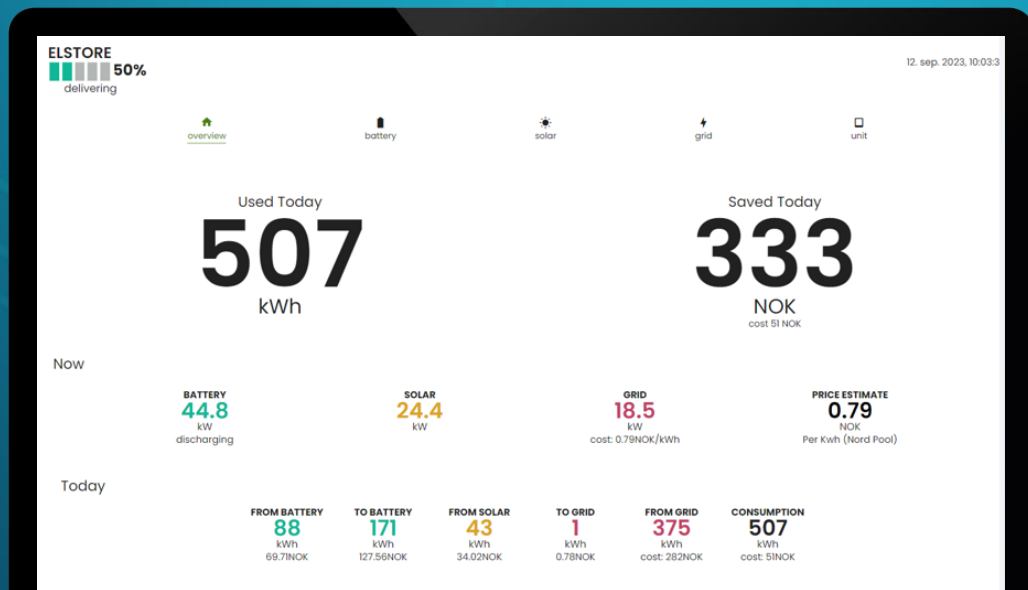 ELSTORE
50%
delivering
12. sep. 2023, 10:03:3
overview battery solar grid unit
Used Today Saved Today
507 333
kWh NOK
cost 51 NOK
Now
BATTERY SOLAR GRID PRICE ESTIMATE
44.8 24.4 18.5 0.79
kW kW kW NOK
discharging cost: 0.79NOK/kWh Per Kwh (Nord Pool)
Today
FROM BATTERY TO BATTERY FROM SOLAR TO GRID FROM GRID CONSUMPTION
88 171 43 1 375 507
kWh kWh kWh kWh kWh kWh
69.71NOK 127.56NOK 34.02NOK 0.78NOK cost: 282NOK cost: 51NOK